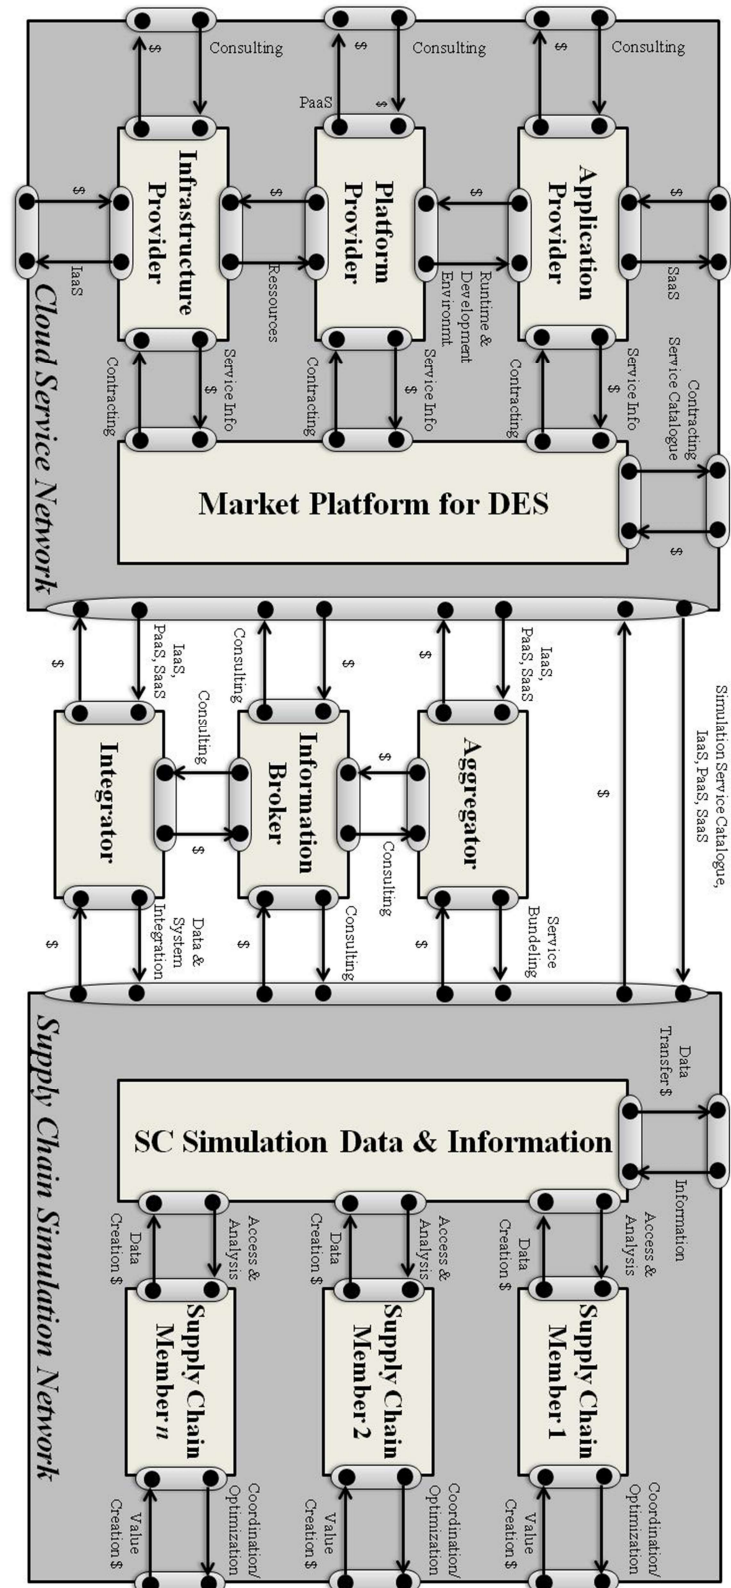 $
Consulting
$
Consulting
$
Consulting
PaaS
$
Infrastructure
Provider
Platform
Provider
Application
Provider
$
IaaS
$
Ressources
$
Runtime &
Development
Environmt
$
SaaS
Contracting
Service Info
$
Contracting
Service Info
$
Contracting
Service Info
$
Contracting
Service Catalogue
$
Market Platform for DES
Cloud Service Network
$
IaaS,
PaaS, SaaS
Consulting
$
$
IaaS,
PaaS, SaaS
$
Simulation Service Catalogue,
IaaS, PaaS, SaaS
Integrator
Consulting
$
Information
Broker
$
Consulting
Aggregator
$
Data &
System
Integration
$
Consulting
$
Service
Bundeling
Data
Transfer $
Information
SC Simulation Data & Information
Supply Chain Simulation Network
Data
Creation $
Access &
Analysis
Data
Creation $
Access &
Analysis
Data
Creation $
Access &
Analysis
Supply Chain
Member n
Supply Chain
Member 2
Supply Chain
Member 1
Value
Creation $
Coordination/
Optimization
Value
Creation $
Coordination/
Optimization
Value
Creation $
Coordination/
Optimization